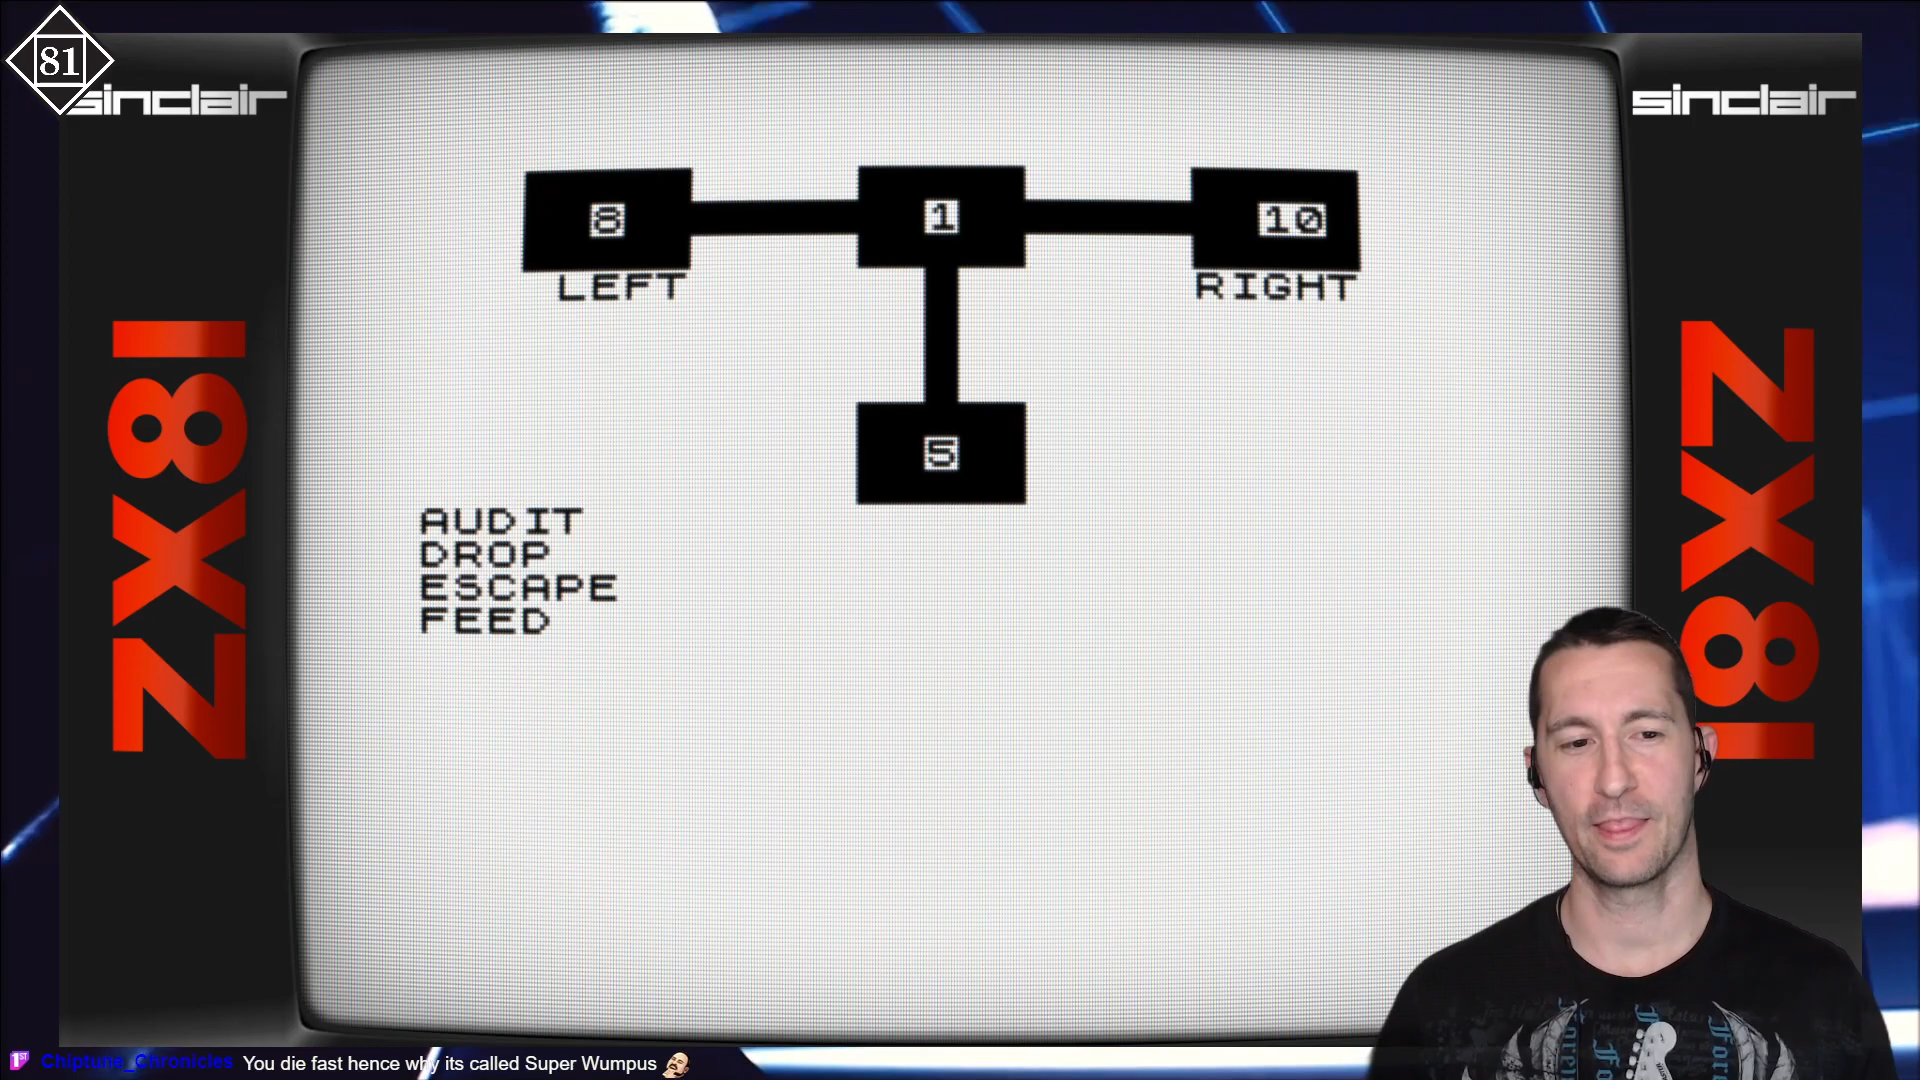 81
sinclair
sinclair
8
1
10
LEFT
RIGHT
5
ZX81
ZX81
AUDIT
DROP
ESCAPE
FEED
1ST Chiptune_Chronicles You die fast hence why its called Super Wumpus